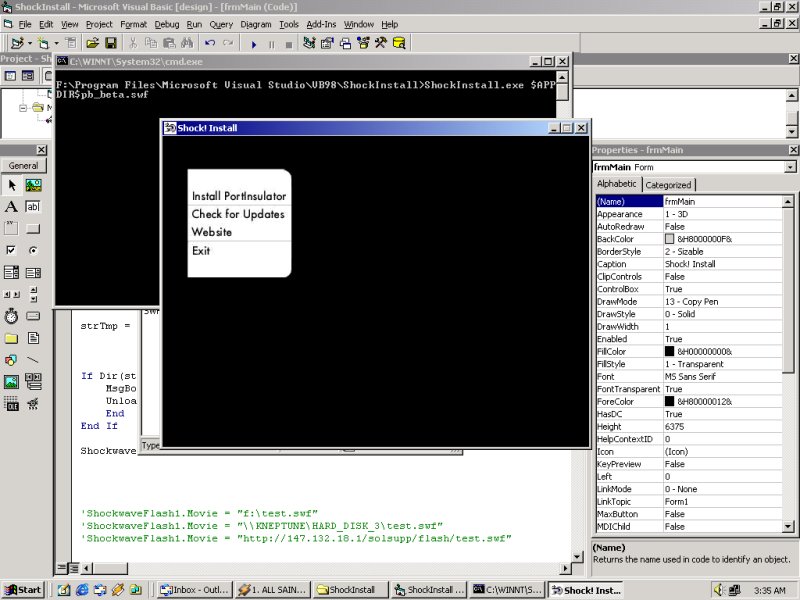 ShockInstall - Microsoft Visual Basic [design] - [frmMain (Code)]
File Edit View Project Format Debug Run Query Diagram Tools Add-Ins Window Help
Project - Sho
C:\WINNT\System32\cmd.exe
F:\Program Files\Microsoft Visual Studio\VB98\ShockInstall>ShockInstall.exe $APP
DIR$pb_beta.swf
Shock! Install
Install PortInsulator
Check for Updates
Website
Exit
General
strTmp =
If Dir(st
MsgBo
Unloa
End
End If
Shockwave
Type
'ShockwaveFlash1.Movie = "f:\test.swf"
'ShockwaveFlash1.Movie = "\\KNEPTUNE\HARD_DISK_3\test.swf"
'ShockwaveFlash1.Movie = "http://147.132.18.1/solsupp/flash/test.swf"
Properties - frmMain
frmMain Form
Alphabetic Categorized
(Name) frmMain
Appearance 1 - 3D
AutoRedraw False
BackColor &H8000000F&
BorderStyle 2 - Sizable
Caption Shock! Install
ClipControls False
ControlBox True
DrawMode 13 - Copy Pen
DrawStyle 0 - Solid
DrawWidth 1
Enabled True
FillColor &H00000000&
FillStyle 1 - Transparent
Font MS Sans Serif
FontTransparent True
ForeColor &H80000012&
HasDC True
Height 6375
HelpContextID 0
Icon (Icon)
KeyPreview False
Left 0
LinkMode 0 - None
LinkTopic Form1
MaxButton False
MDIChild False
(Name)
Returns the name used in code to identify an object.
Start
Inbox - Outl...
1. ALL SAIN...
ShockInstall
ShockInstall ...
C:\WINNT\S...
Shock! Inst...
3:35 AM